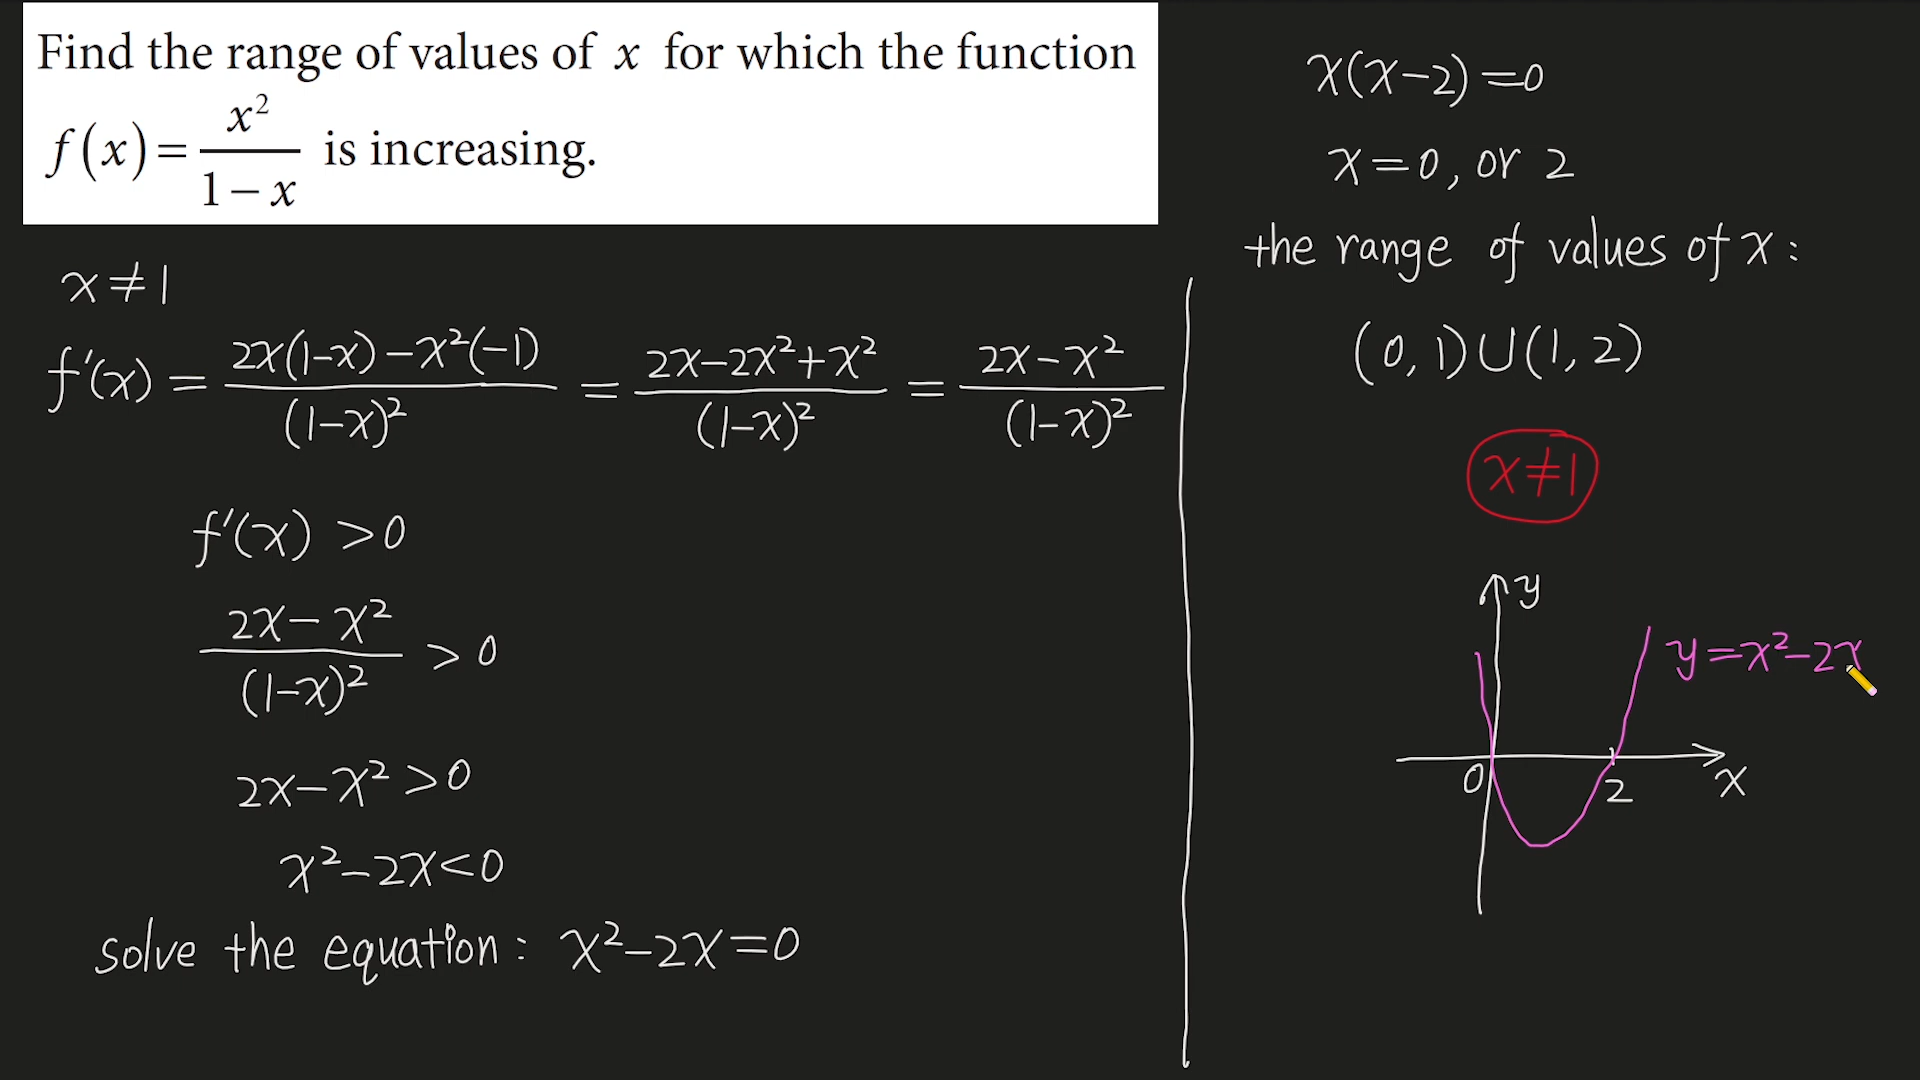 Find the range of values of x for which the function
f(x) = x²/(1 − x) is increasing.
x ≠ 1
f'(x) = (2x(1-x) - x²(-1))/(1-x)² = (2x - 2x² + x²)/(1-x)² = (2x - x²)/(1-x)²
f'(x) > 0
(2x - x²)/(1-x)² > 0
2x - x² > 0
x² - 2x < 0
solve the equation: x² - 2x = 0
x(x-2) = 0
x = 0, or 2
the range of values of x:
(0, 1) ∪ (1, 2)
x ≠ 1
y
y = x² - 2x
0
2
x